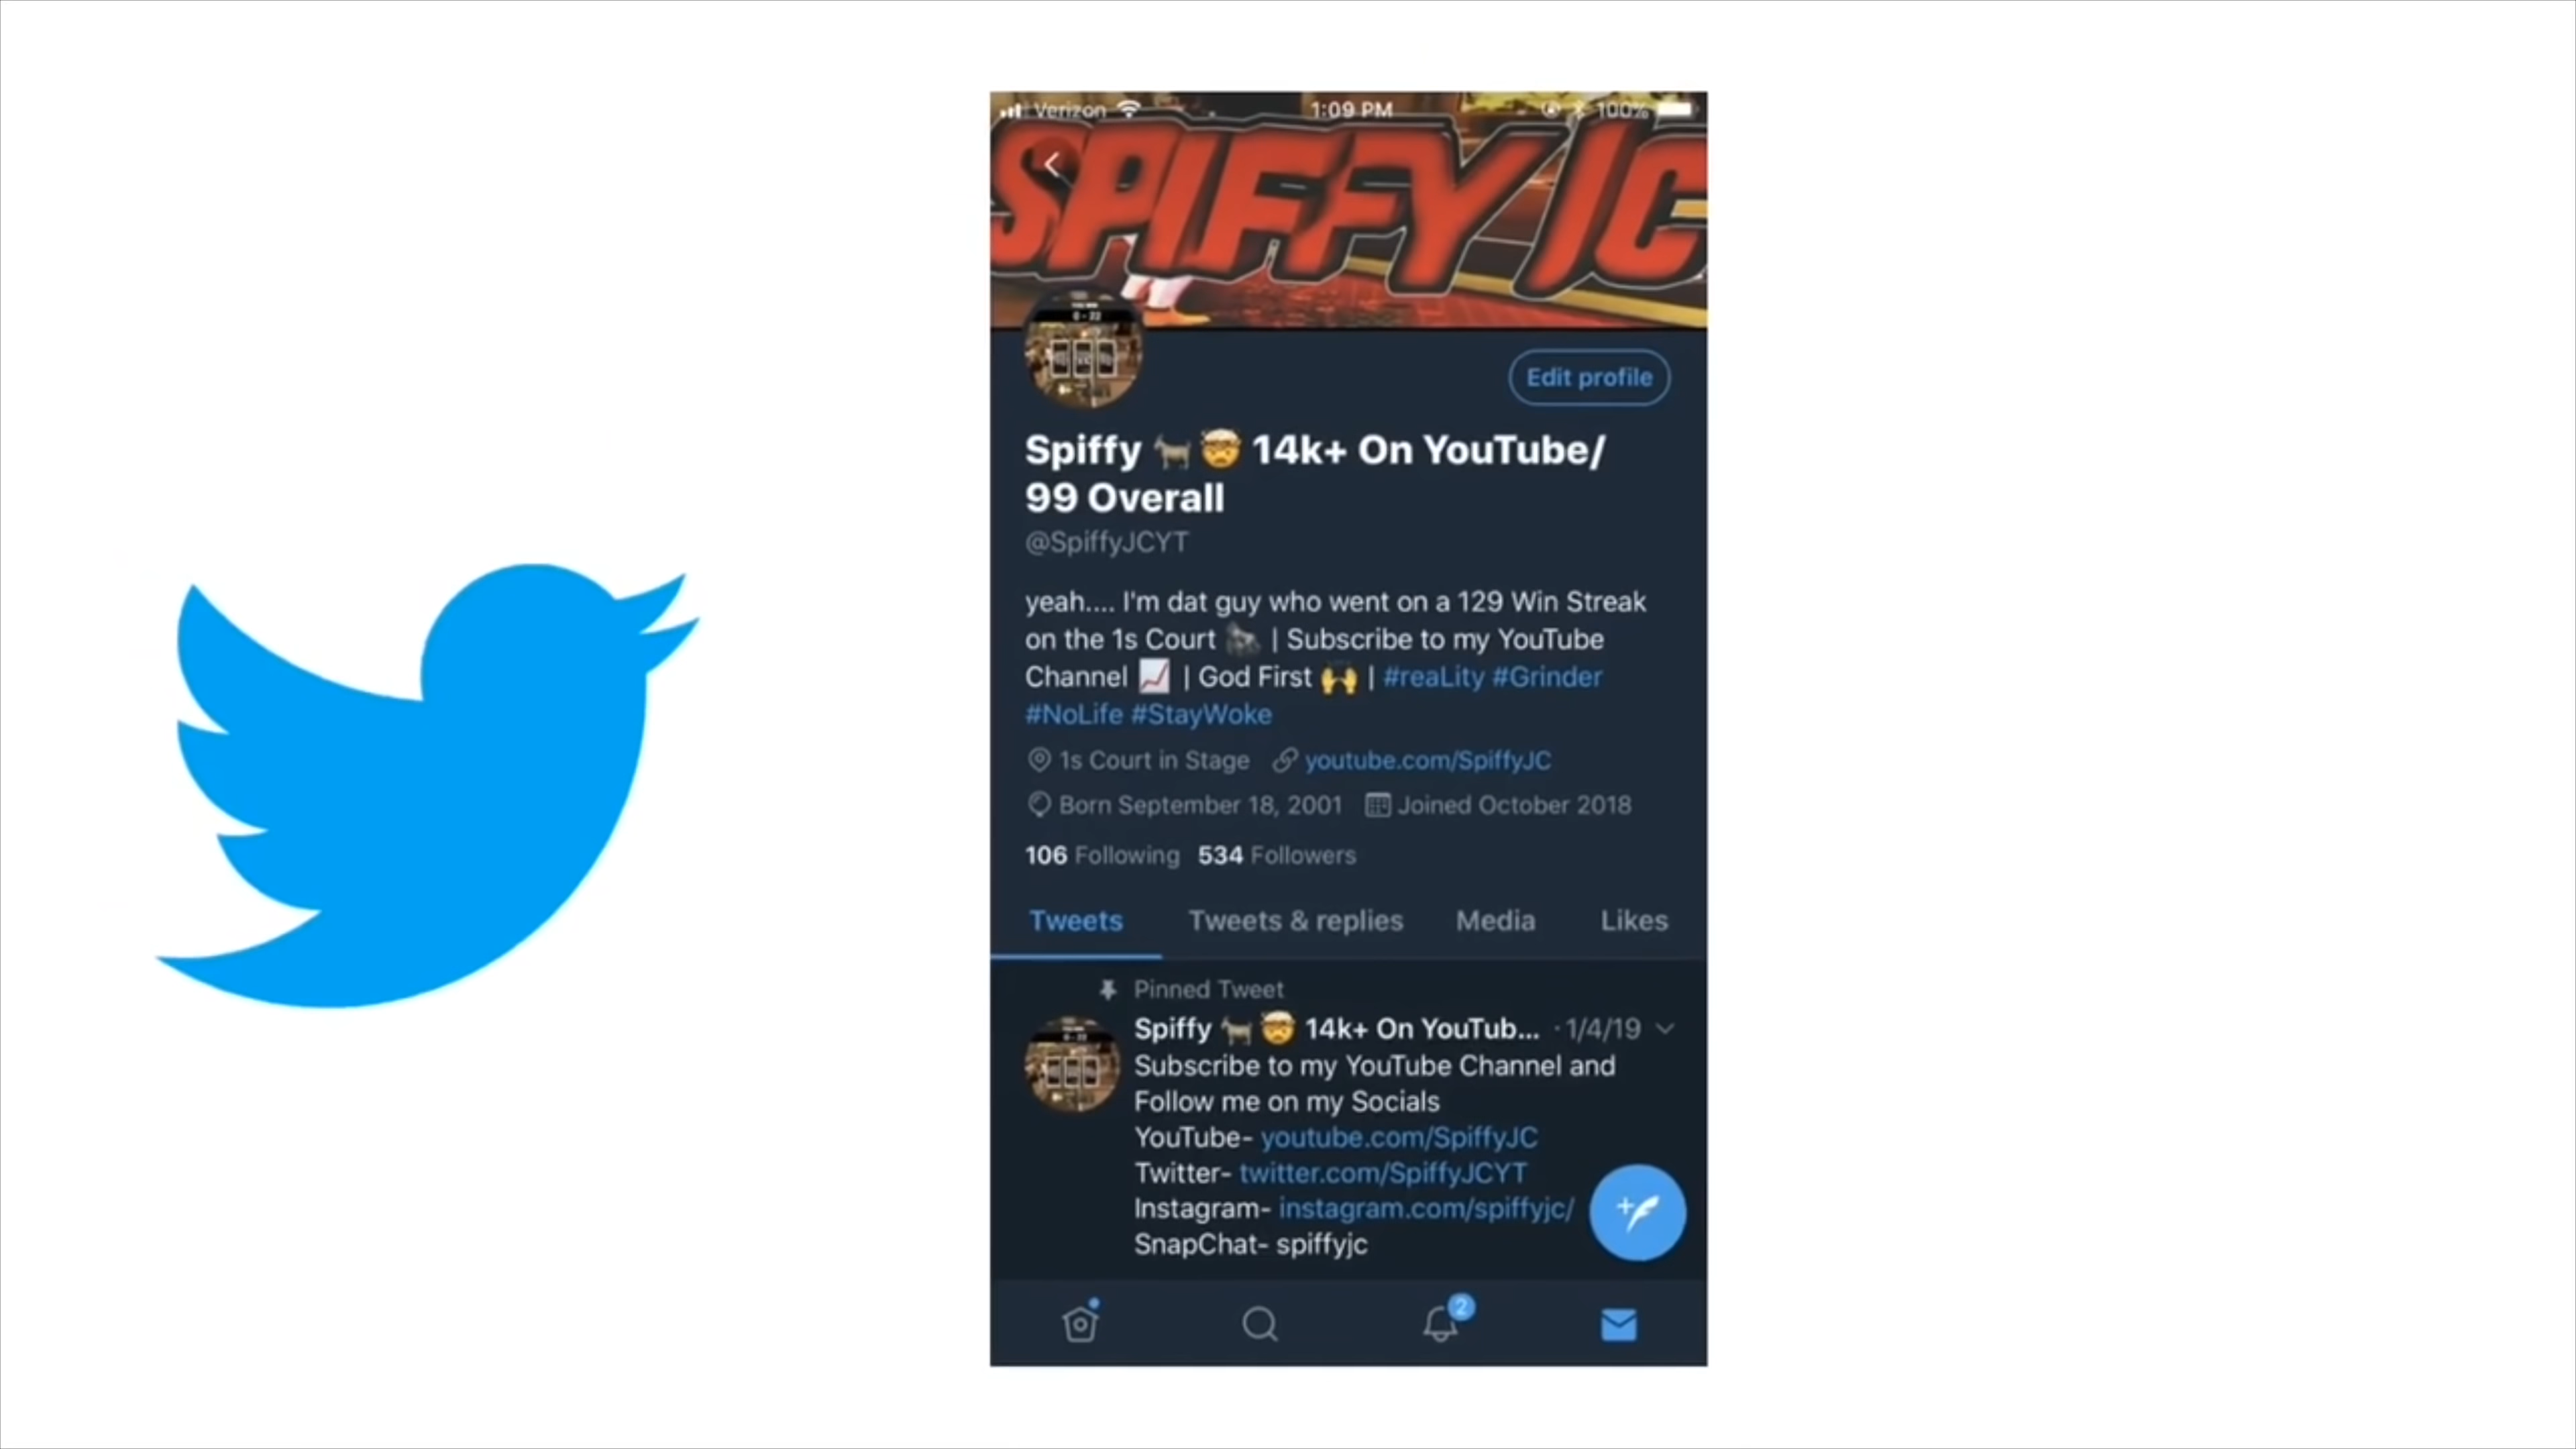 Verizon 1:09 PM 100%
SPIFFY JC
Edit profile
Spiffy 🐐🤯 14k+ On YouTube/
99 Overall
@SpiffyJCYT
yeah.... I'm dat guy who went on a 129 Win Streak
on the 1s Court 🦍 | Subscribe to my YouTube
Channel 📈 | God First 🙌 | #reaLity #Grinder
#NoLife #StayWoke
1s Court in Stage youtube.com/SpiffyJC
Born September 18, 2001 Joined October 2018
106 Following 534 Followers
Tweets Tweets & replies Media Likes
Pinned Tweet
Spiffy 🐐🤯 14k+ On YouTub... · 1/4/19
Subscribe to my YouTube Channel and
Follow me on my Socials
YouTube- youtube.com/SpiffyJC
Twitter- twitter.com/SpiffyJCYT
Instagram- instagram.com/spiffyjc/
SnapChat- spiffyjc
2